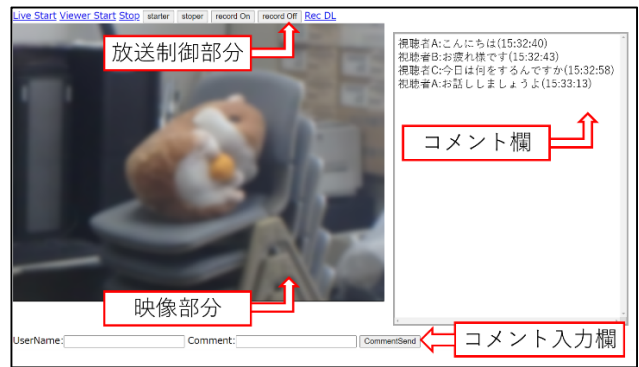 Live Start Viewer Start Stop starter stoper record On record Off Rec DL
放送制御部分
視聴者A:こんにちは(15:32:40)
視聴者B:お疲れ様です(15:32:43)
視聴者C:今日は何をするんですか(15:32:58)
視聴者A:お話ししましょうよ(15:33:13)
コメント欄
映像部分
UserName: Comment: CommentSend
コメント入力欄